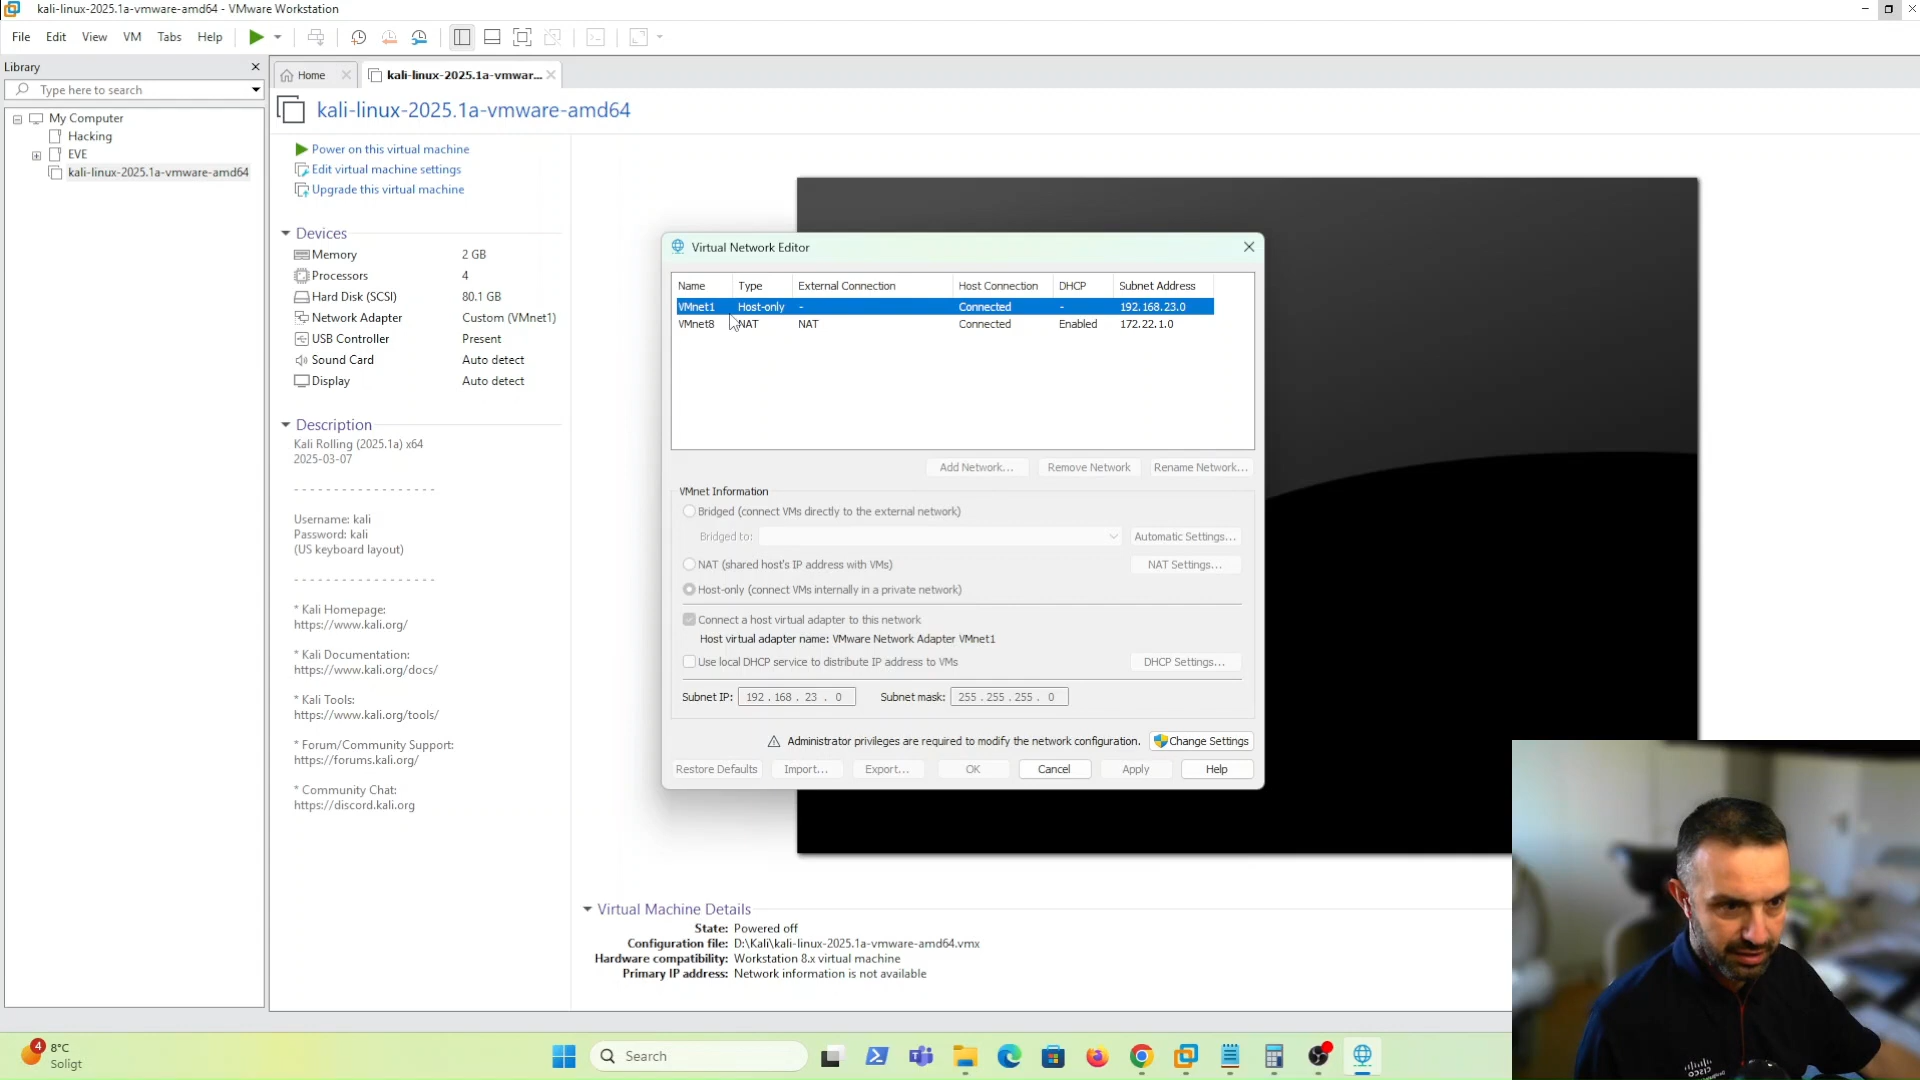 kali-linux-2025.1a-vmware-amd64 - VMware Workstation
File Edit View VM Tabs Help
Library
Type here to search
My Computer
Hacking
EVE
kali-linux-2025.1a-vmware-amd64
Home
kali-linux-2025.1a-vmwar...
kali-linux-2025.1a-vmware-amd64
Power on this virtual machine
Edit virtual machine settings
Upgrade this virtual machine
Devices
Memory 2 GB
Processors 4
Hard Disk (SCSI) 80.1 GB
Network Adapter Custom (VMnet1)
USB Controller Present
Sound Card Auto detect
Display Auto detect
Description
Kali Rolling (2025.1a) x64
2025-03-07
- - - - - - - - - - - - - - - - - -
Username: kali
Password: kali
(US keyboard layout)
- - - - - - - - - - - - - - - - - -
* Kali Homepage:
https://www.kali.org/
* Kali Documentation:
https://www.kali.org/docs/
* Kali Tools:
https://www.kali.org/tools/
* Forum/Community Support:
https://forums.kali.org/
* Community Chat:
https://discord.kali.org
Virtual Network Editor
Name Type External Connection Host Connection DHCP Subnet Address
VMnet1 Host-only - Connected - 192.168.23.0
VMnet8 NAT NAT Connected Enabled 172.22.1.0
Add Network... Remove Network Rename Network...
VMnet Information
Bridged (connect VMs directly to the external network)
Bridged to: Automatic Settings...
NAT (shared host's IP address with VMs) NAT Settings...
Host-only (connect VMs internally in a private network)
Connect a host virtual adapter to this network
Host virtual adapter name: VMware Network Adapter VMnet1
Use local DHCP service to distribute IP address to VMs DHCP Settings...
Subnet IP: 192 . 168 . 23 . 0 Subnet mask: 255 . 255 . 255 . 0
Administrator privileges are required to modify the network configuration. Change Settings
Restore Defaults Import... Export... OK Cancel Apply Help
Virtual Machine Details
State: Powered off
Configuration file: D:\Kali\kali-linux-2025.1a-vmware-amd64.vmx
Hardware compatibility: Workstation 8.x virtual machine
Primary IP address: Network information is not available
4
8°C
Soligt
Search
cisco